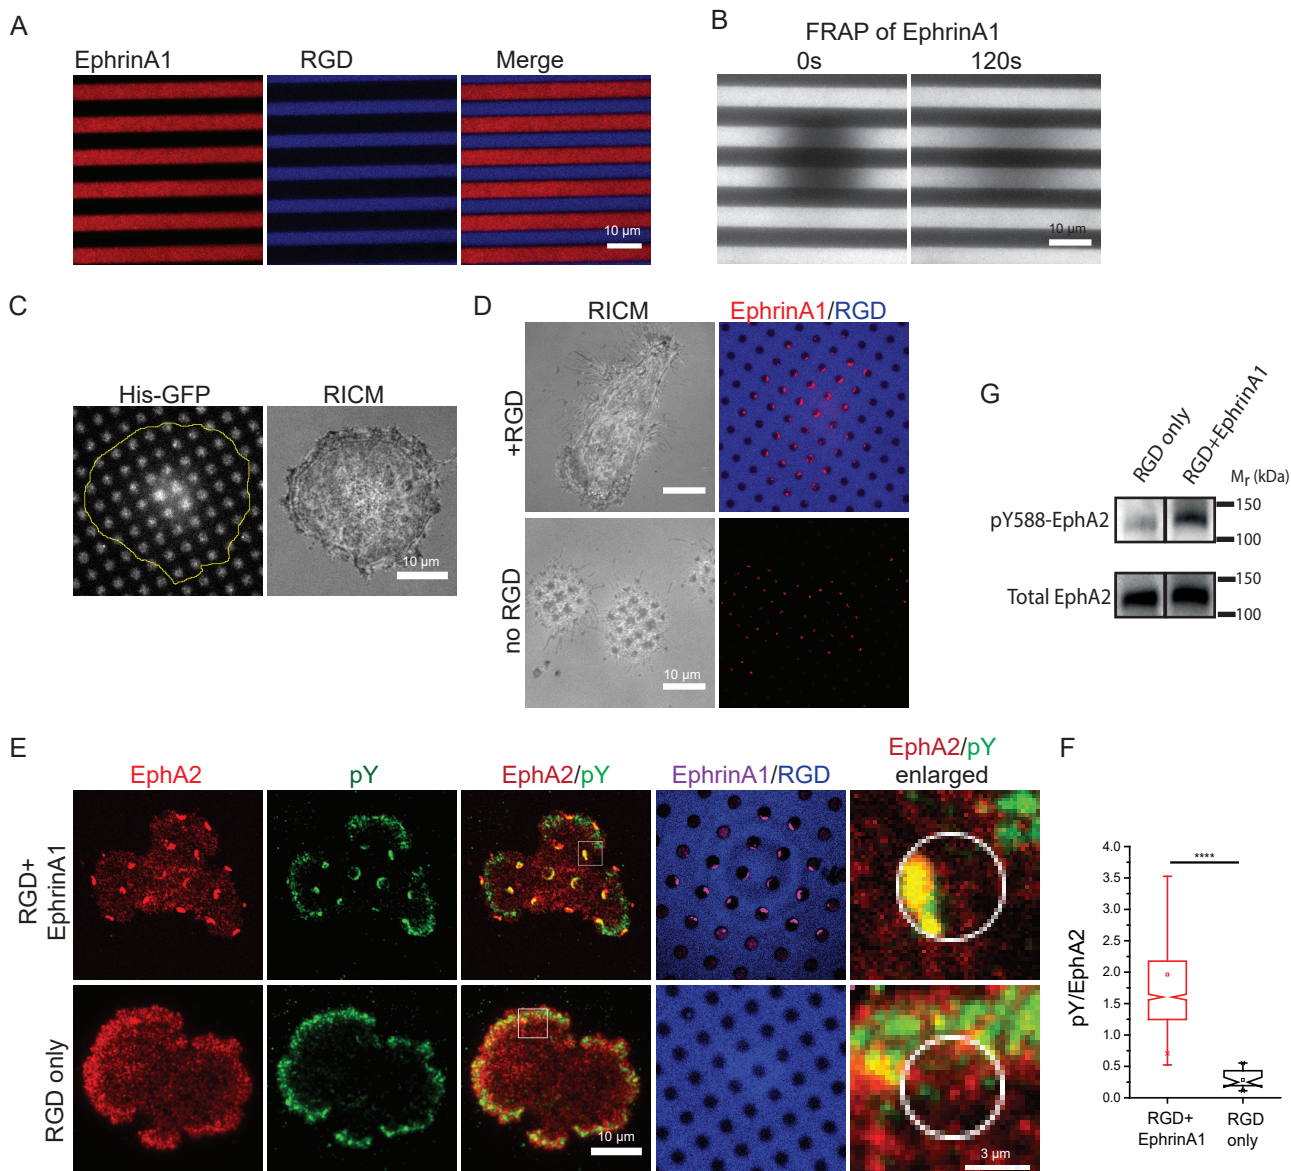 A
EphrinA1 RGD Merge
10 µm
B
FRAP of EphrinA1
0s 120s
10 µm
C
His-GFP RICM
10 µm
D
RICM EphrinA1/RGD
+RGD
no RGD
10 µm
G
RGD only
RGD+EphrinA1
Mr (kDa)
pY588-EphA2
150
100
Total EphA2
150
100
E
EphA2 pY EphA2/pY EphrinA1/RGD EphA2/pY
enlarged
RGD+
EphrinA1
RGD only
10 µm
3 µm
F
****
pY/EphA2
4.0
3.5
3.0
2.5
2.0
1.5
1.0
0.5
0.0
RGD+
EphrinA1
RGD
only